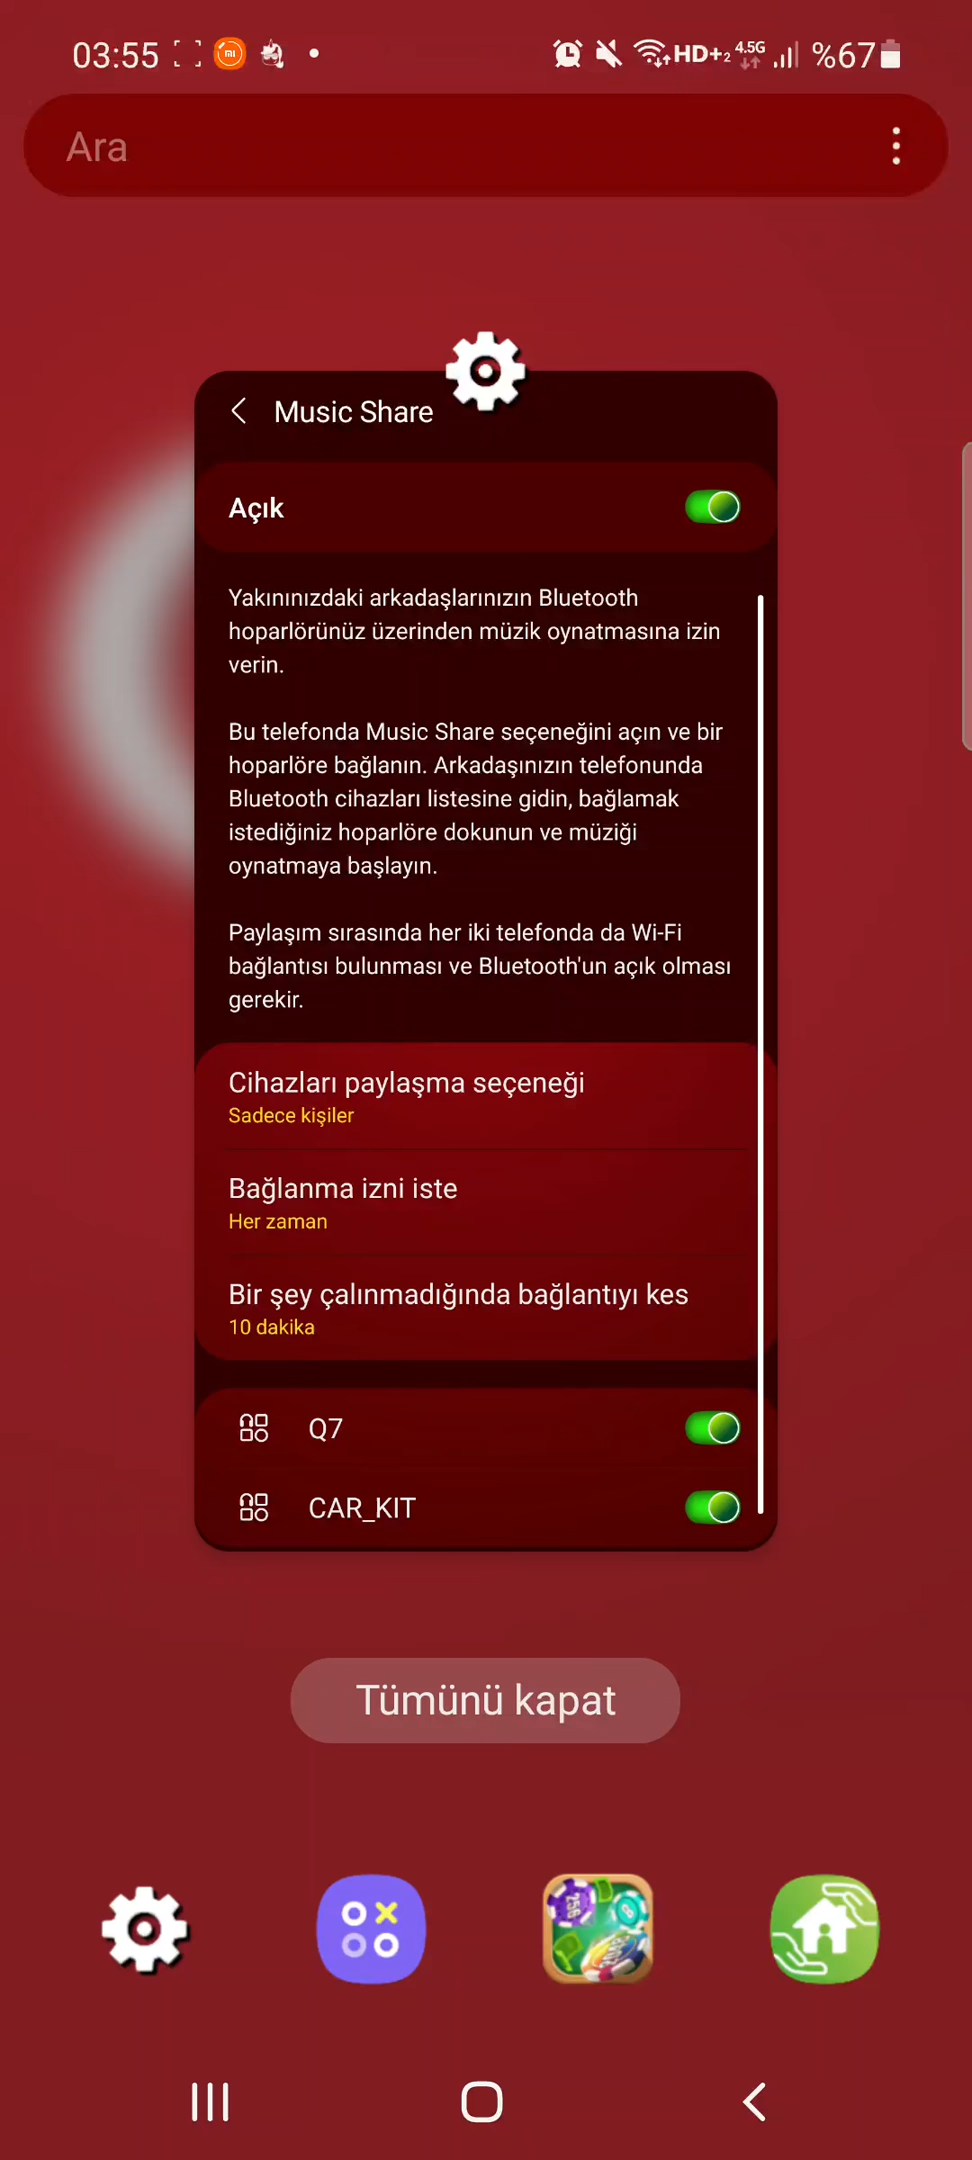 03:55
HD+2 4.5G %67
Ara
Music Share
Açık
Yakınınızdaki arkadaşlarınızın Bluetooth
hoparlörünüz üzerinden müzik oynatmasına izin
verin.
Bu telefonda Music Share seçeneğini açın ve bir
hoparlöre bağlanın. Arkadaşınızın telefonunda
Bluetooth cihazları listesine gidin, bağlamak
istediğiniz hoparlöre dokunun ve müziği
oynatmaya başlayın.
Paylaşım sırasında her iki telefonda da Wi-Fi
bağlantısı bulunması ve Bluetooth'un açık olması
gerekir.
Cihazları paylaşma seçeneği
Sadece kişiler
Bağlanma izni iste
Her zaman
Bir şey çalınmadığında bağlantıyı kes
10 dakika
Q7
CAR_KIT
Tümünü kapat